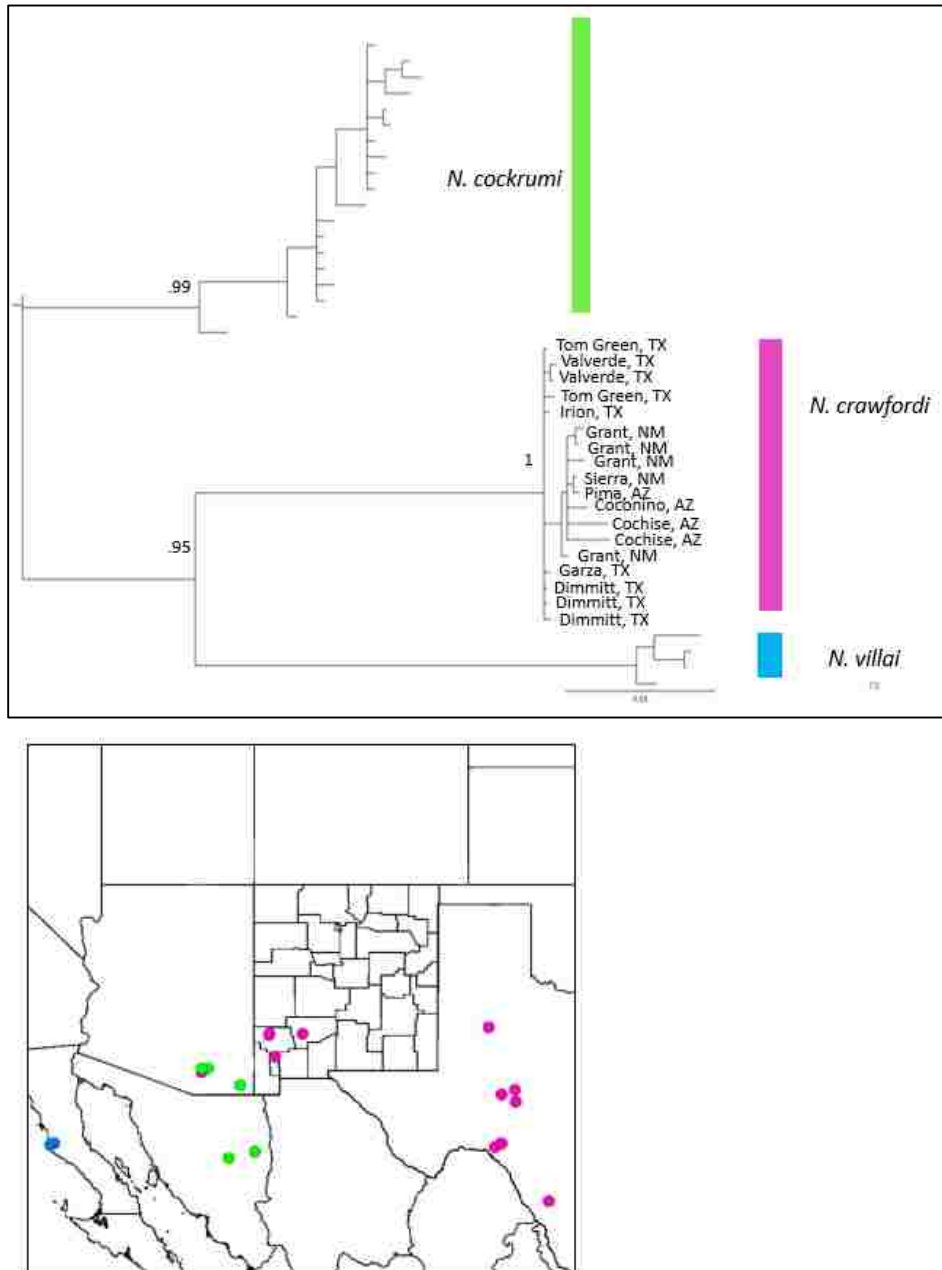 N. cockrumi
.99
Tom Green, TX
Valverde, TX
Valverde, TX
N. crawfordi
Tom Green, TX
Irion, TX
Grant, NM
Grant, NM
1
Grant, NM
Sierra, NM
Pima, AZ
Coconino, AZ
Cochise, AZ
Cochise, AZ
.95
Grant, NM
Garza, TX
Dimmitt, TX
Dimmitt, TX
Dimmitt, TX
N. villai